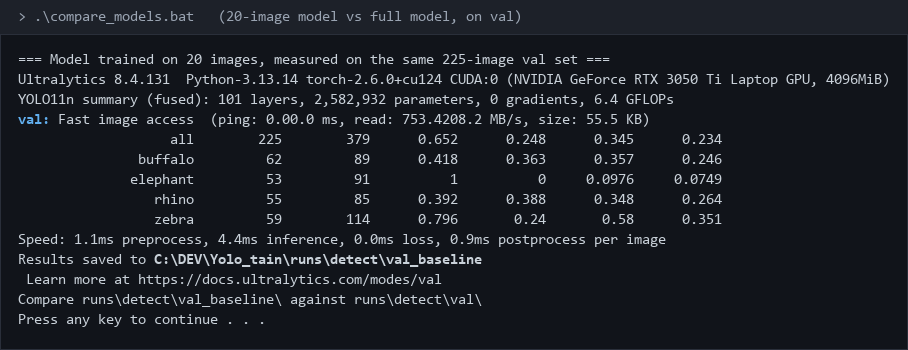 > .\compare_models.bat (20-image model vs full model, on val)
=== Model trained on 20 images, measured on the same 225-image val set ===
Ultralytics 8.4.131 Python-3.13.14 torch-2.6.0+cu124 CUDA:0 (NVIDIA GeForce RTX 3050 Ti Laptop GPU, 4096MiB)
YOLO11n summary (fused): 101 layers, 2,582,932 parameters, 0 gradients, 6.4 GFLOPs
val: Fast image access (ping: 0.00.0 ms, read: 753.4208.2 MB/s, size: 55.5 KB)
all 225 379 0.652 0.248 0.345 0.234
buffalo 62 89 0.418 0.363 0.357 0.246
elephant 53 91 1 0 0.0976 0.0749
rhino 55 85 0.392 0.388 0.348 0.264
zebra 59 114 0.796 0.24 0.58 0.351
Speed: 1.1ms preprocess, 4.4ms inference, 0.0ms loss, 0.9ms postprocess per image
Results saved to C:\DEV\Yolo_tain\runs\detect\val_baseline
Learn more at https://docs.ultralytics.com/modes/val
Compare runs\detect\val_baseline\ against runs\detect\val\
Press any key to continue . . .